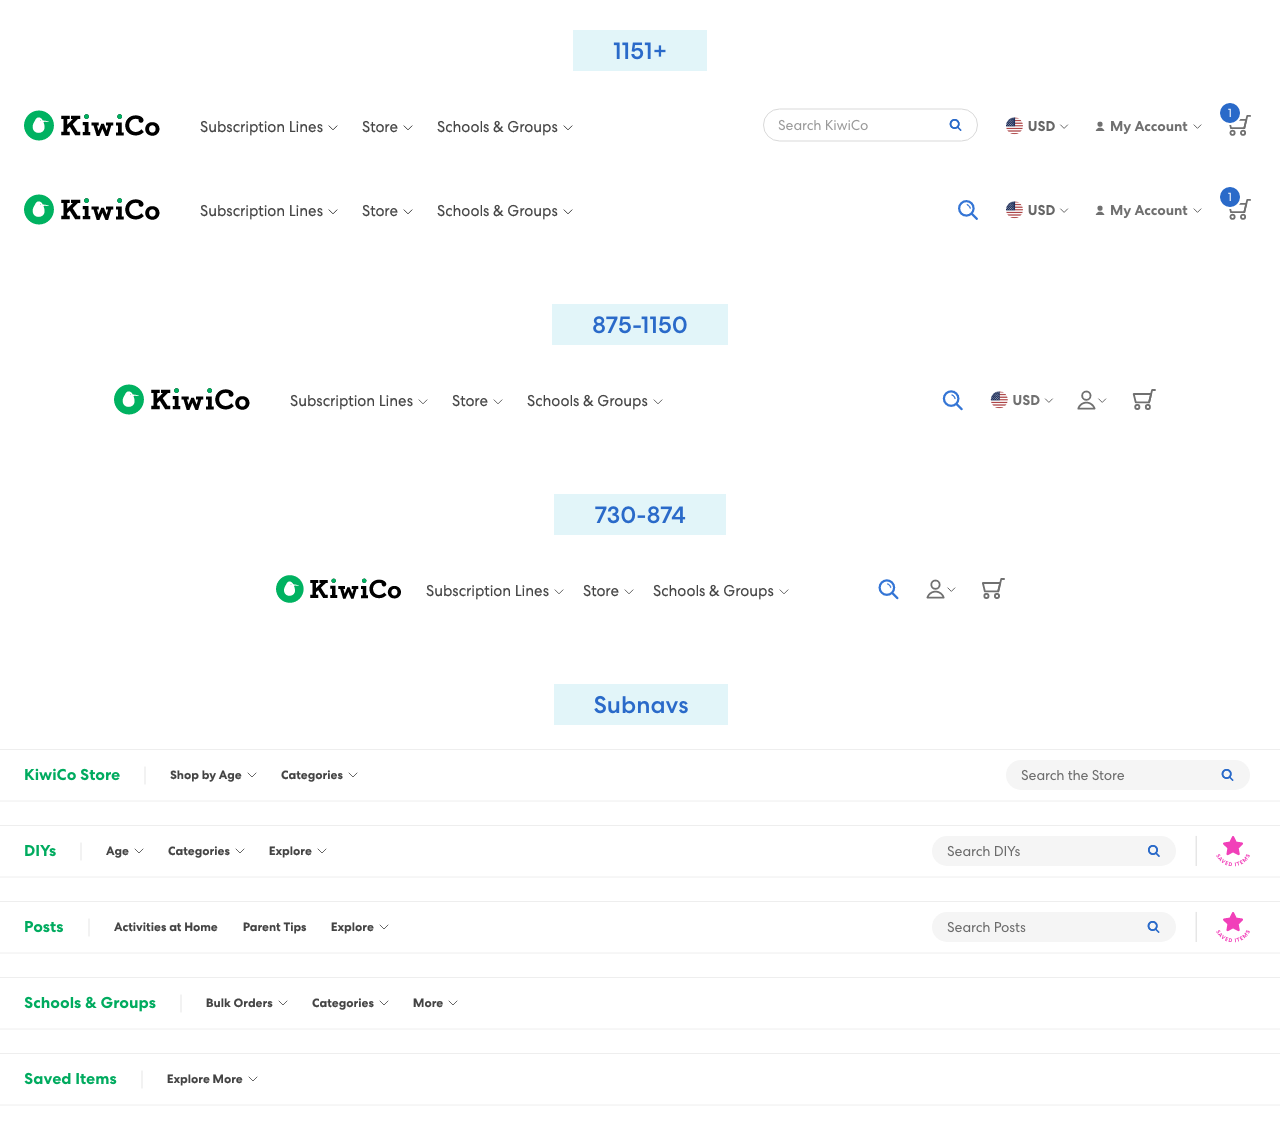 1151+
KiwiCo Subscription Lines Store Schools & Groups Search KiwiCo USD My Account 1
KiwiCo Subscription Lines Store Schools & Groups USD My Account 1
875-1150
KiwiCo Subscription Lines Store Schools & Groups USD
730-874
KiwiCo Subscription Lines Store Schools & Groups
Subnavs
KiwiCo Store Shop by Age Categories Search the Store
DIYs Age Categories Explore Search DIYs SAVED ITEMS
Posts Activities at Home Parent Tips Explore Search Posts SAVED ITEMS
Schools & Groups Bulk Orders Categories More
Saved Items Explore More